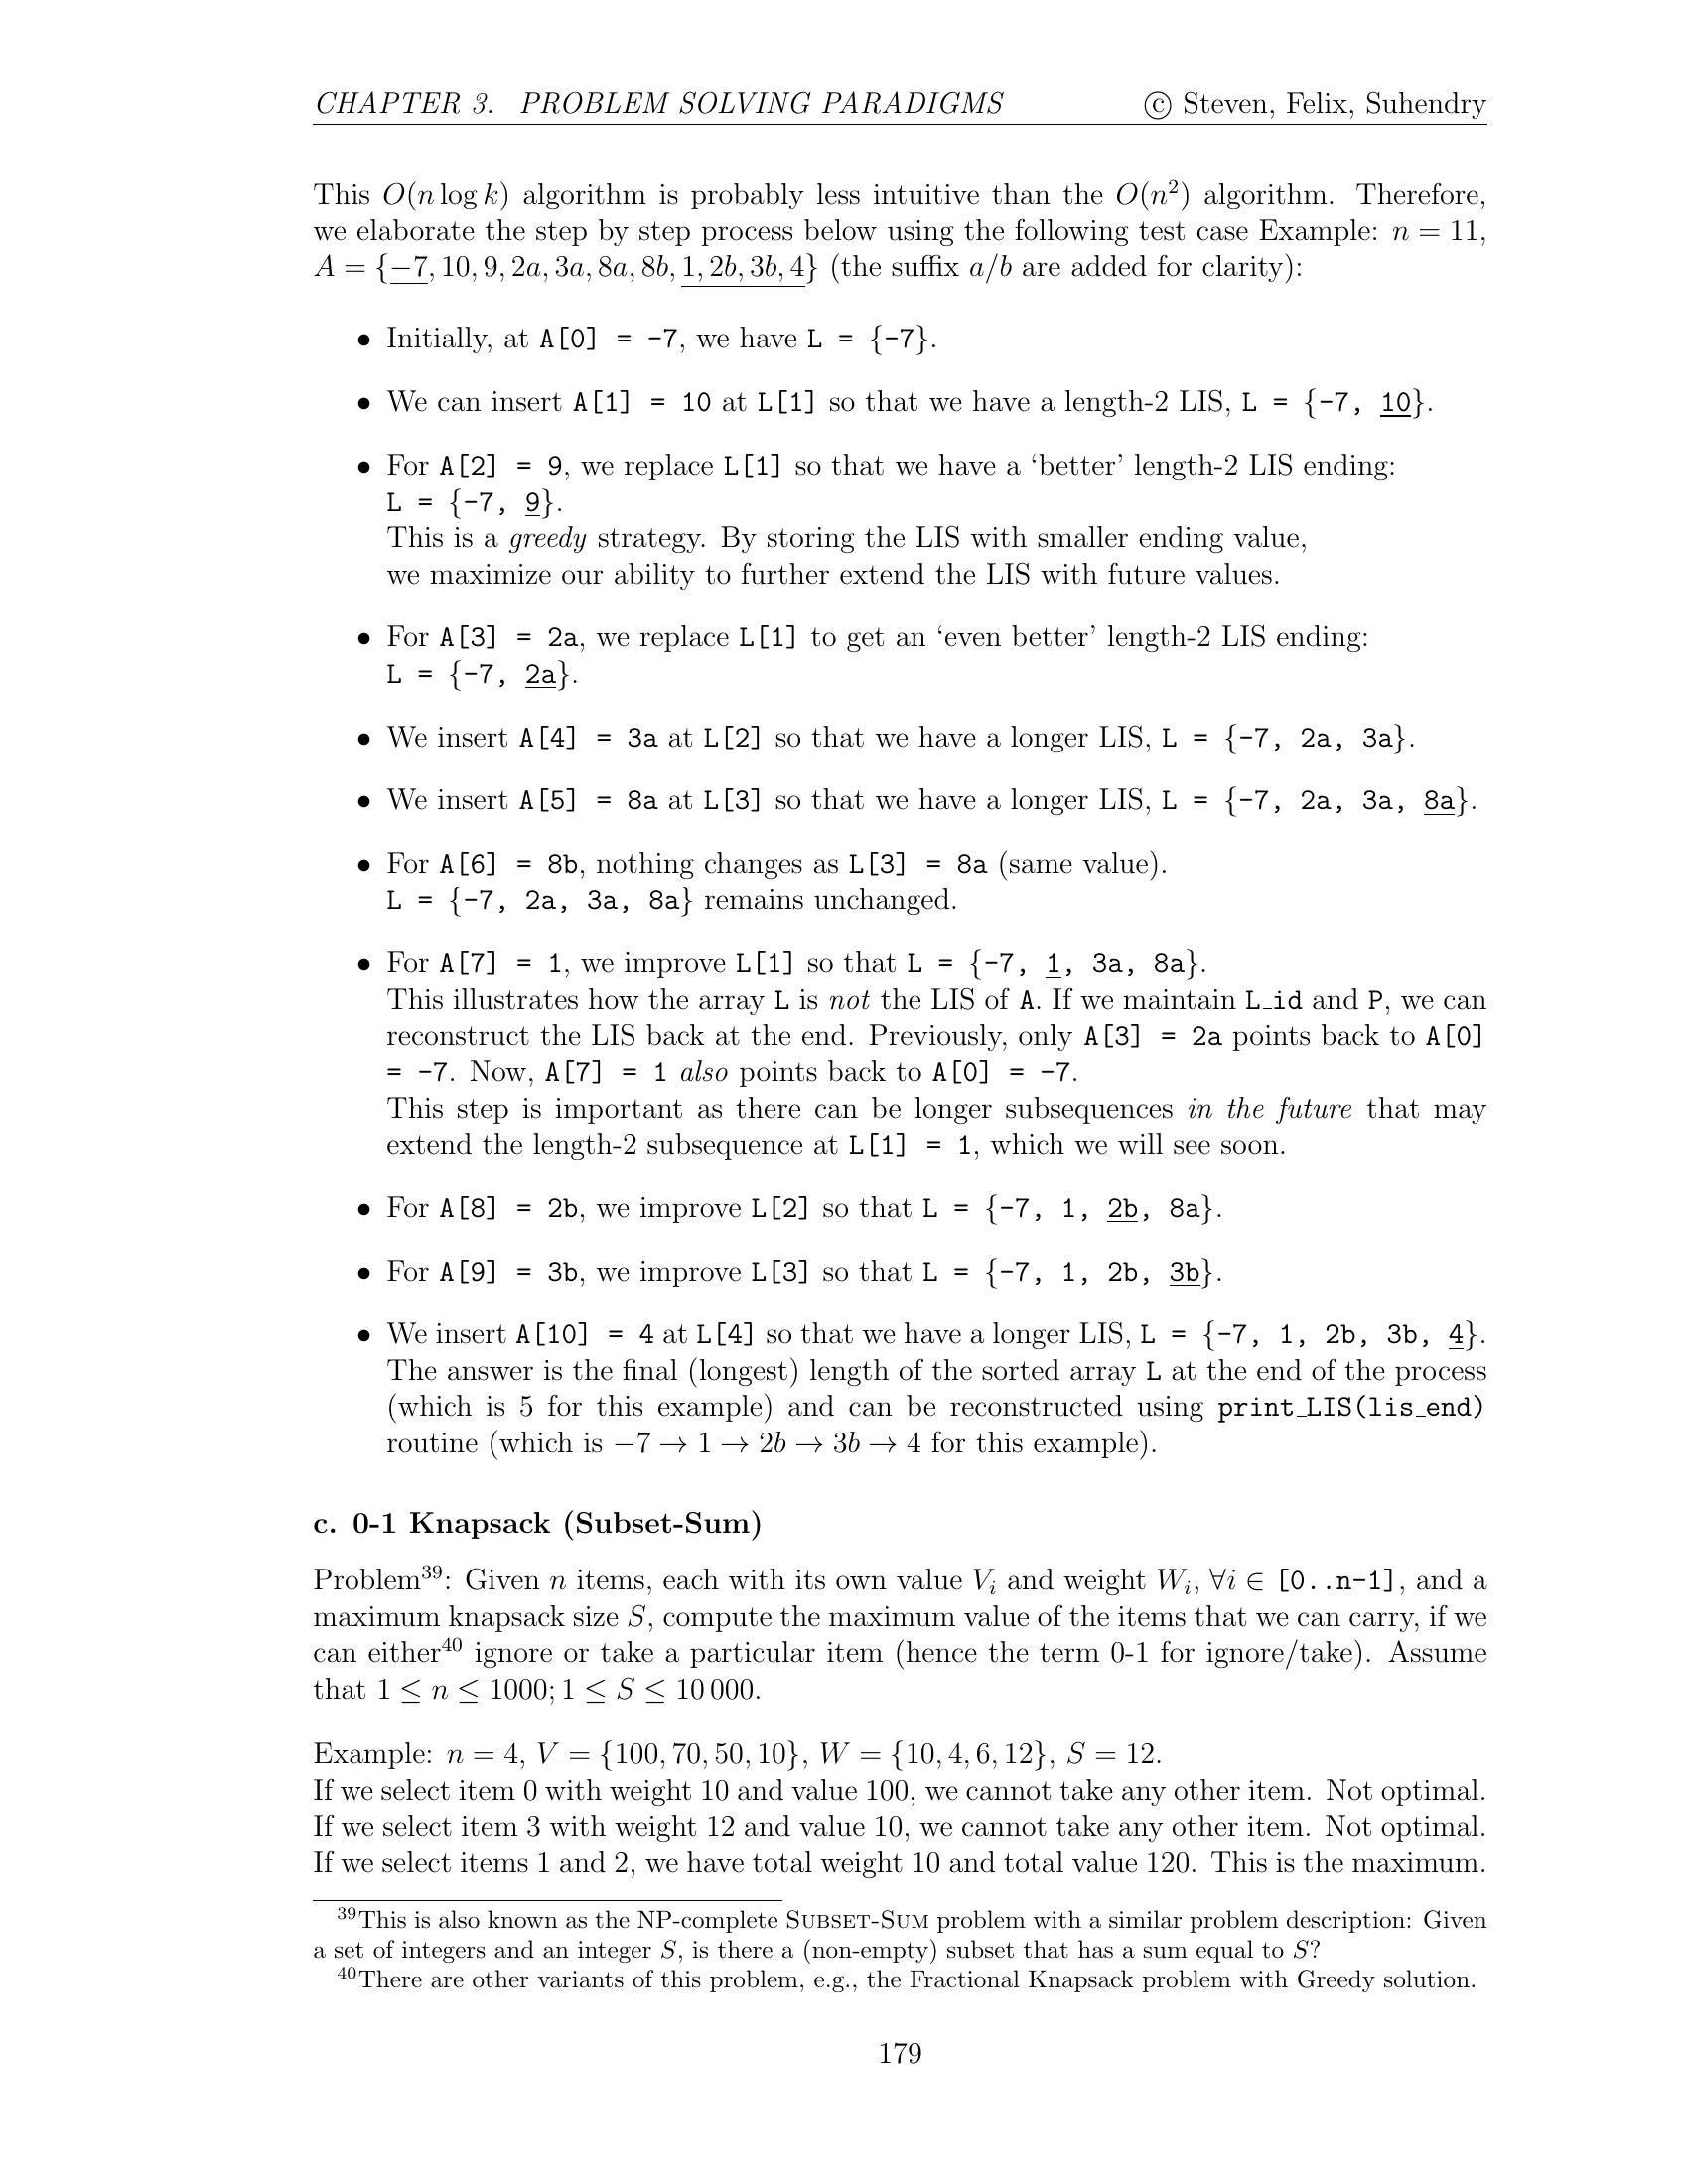 CHAPTER 3. PROBLEM SOLVING PARADIGMS © Steven, Felix, Suhendry
This O(n log k) algorithm is probably less intuitive than the O(n²) algorithm. Therefore,
we elaborate the step by step process below using the following test case Example: n = 11,
A = {−7, 10, 9, 2a, 3a, 8a, 8b, 1, 2b, 3b, 4} (the suffix a/b are added for clarity):
• Initially, at A[0] = -7, we have L = {-7}.
• We can insert A[1] = 10 at L[1] so that we have a length-2 LIS, L = {-7, 10}.
• For A[2] = 9, we replace L[1] so that we have a ‘better’ length-2 LIS ending:
L = {-7, 9}.
This is a greedy strategy. By storing the LIS with smaller ending value,
we maximize our ability to further extend the LIS with future values.
• For A[3] = 2a, we replace L[1] to get an ‘even better’ length-2 LIS ending:
L = {-7, 2a}.
• We insert A[4] = 3a at L[2] so that we have a longer LIS, L = {-7, 2a, 3a}.
• We insert A[5] = 8a at L[3] so that we have a longer LIS, L = {-7, 2a, 3a, 8a}.
• For A[6] = 8b, nothing changes as L[3] = 8a (same value).
L = {-7, 2a, 3a, 8a} remains unchanged.
• For A[7] = 1, we improve L[1] so that L = {-7, 1, 3a, 8a}.
This illustrates how the array L is not the LIS of A. If we maintain L_id and P, we can
reconstruct the LIS back at the end. Previously, only A[3] = 2a points back to A[0]
= -7. Now, A[7] = 1 also points back to A[0] = -7.
This step is important as there can be longer subsequences in the future that may
extend the length-2 subsequence at L[1] = 1, which we will see soon.
• For A[8] = 2b, we improve L[2] so that L = {-7, 1, 2b, 8a}.
• For A[9] = 3b, we improve L[3] so that L = {-7, 1, 2b, 3b}.
• We insert A[10] = 4 at L[4] so that we have a longer LIS, L = {-7, 1, 2b, 3b, 4}.
The answer is the final (longest) length of the sorted array L at the end of the process
(which is 5 for this example) and can be reconstructed using print_LIS(lis_end)
routine (which is −7 → 1 → 2b → 3b → 4 for this example).
c. 0-1 Knapsack (Subset-Sum)
Problem³⁹: Given n items, each with its own value Vᵢ and weight Wᵢ, ∀i ∈ [0..n-1], and a
maximum knapsack size S, compute the maximum value of the items that we can carry, if we
can either⁴⁰ ignore or take a particular item (hence the term 0-1 for ignore/take). Assume
that 1 ≤ n ≤ 1000; 1 ≤ S ≤ 10 000.
Example: n = 4, V = {100, 70, 50, 10}, W = {10, 4, 6, 12}, S = 12.
If we select item 0 with weight 10 and value 100, we cannot take any other item. Not optimal.
If we select item 3 with weight 12 and value 10, we cannot take any other item. Not optimal.
If we select items 1 and 2, we have total weight 10 and total value 120. This is the maximum.
³⁹This is also known as the NP-complete SUBSET-SUM problem with a similar problem description: Given
a set of integers and an integer S, is there a (non-empty) subset that has a sum equal to S?
⁴⁰There are other variants of this problem, e.g., the Fractional Knapsack problem with Greedy solution.
179